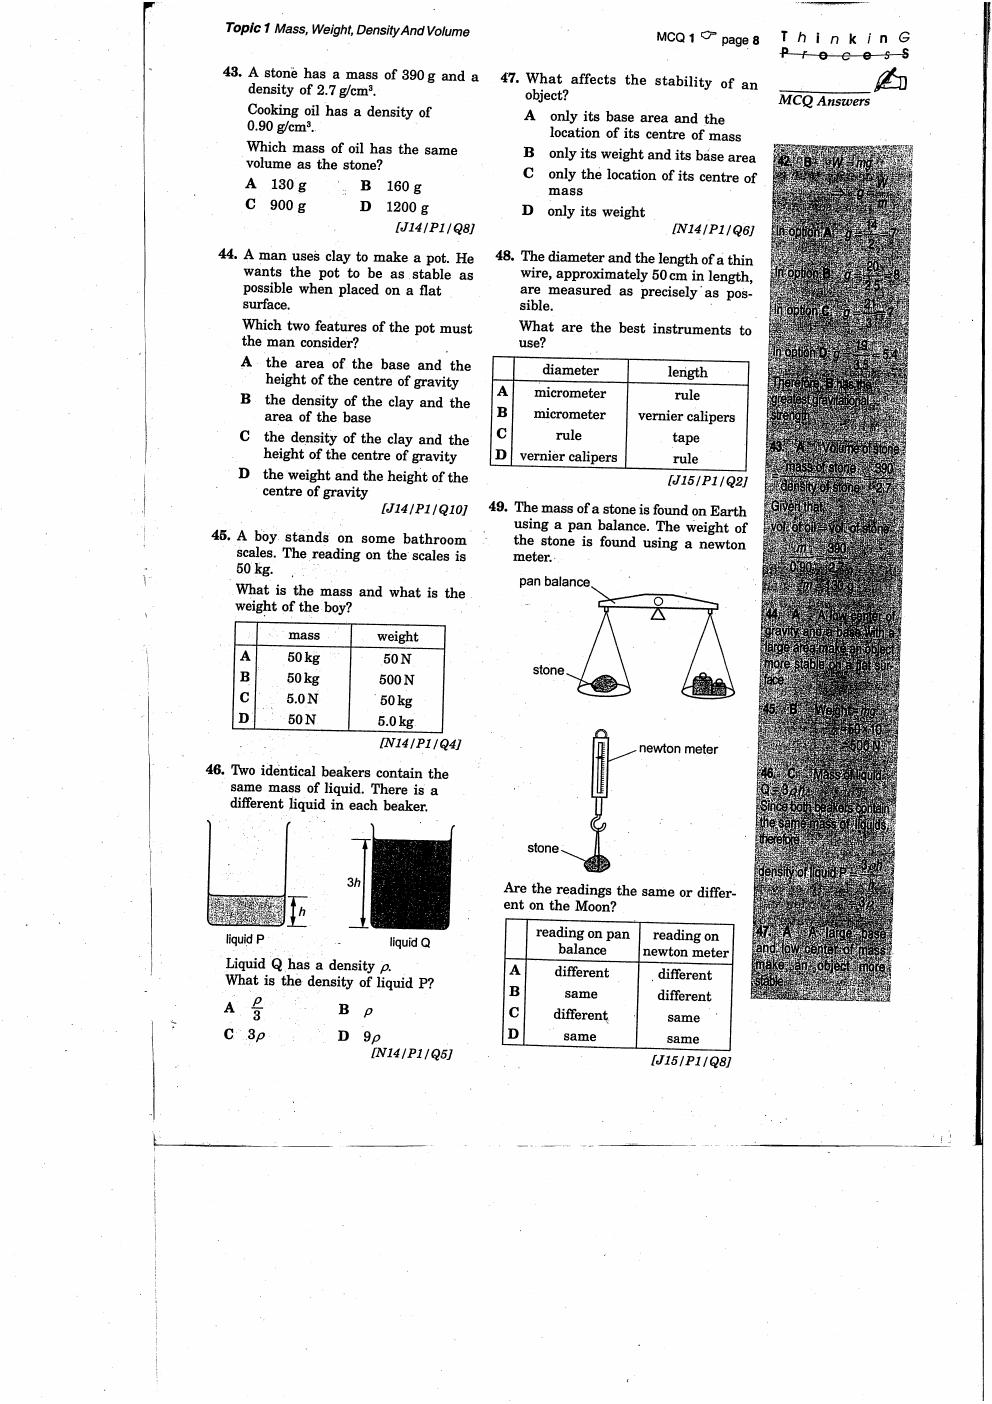 Topic 1 Mass, Weight, Density And Volume
MCQ 1 ☞ page 8
T h i n k i n G
P r o c e s S
MCQ Answers
43. A stone has a mass of 390 g and a
density of 2.7 g/cm³.
Cooking oil has a density of
0.90 g/cm³.
Which mass of oil has the same
volume as the stone?
A 130 g B 160 g
C 900 g D 1200 g
[J14/P1/Q8]
44. A man uses clay to make a pot. He
wants the pot to be as stable as
possible when placed on a flat
surface.
Which two features of the pot must
the man consider?
A the area of the base and the
height of the centre of gravity
B the density of the clay and the
area of the base
C the density of the clay and the
height of the centre of gravity
D the weight and the height of the
centre of gravity
[J14/P1/Q10]
45. A boy stands on some bathroom
scales. The reading on the scales is
50 kg.
What is the mass and what is the
weight of the boy?
mass weight
A 50 kg 50 N
B 50 kg 500 N
C 5.0 N 50 kg
D 50 N 5.0 kg
[N14/P1/Q4]
46. Two identical beakers contain the
same mass of liquid. There is a
different liquid in each beaker.
3h
h
liquid P
liquid Q
Liquid Q has a density ρ.
What is the density of liquid P?
A ρ/3 B ρ
C 3ρ D 9ρ
[N14/P1/Q5]
47. What affects the stability of an
object?
A only its base area and the
location of its centre of mass
B only its weight and its base area
C only the location of its centre of
mass
D only its weight
[N14/P1/Q6]
48. The diameter and the length of a thin
wire, approximately 50 cm in length,
are measured as precisely as pos-
sible.
What are the best instruments to
use?
diameter length
A micrometer rule
B micrometer vernier calipers
C rule tape
D vernier calipers rule
[J15/P1/Q2]
49. The mass of a stone is found on Earth
using a pan balance. The weight of
the stone is found using a newton
meter.
pan balance
stone
newton meter
stone
Are the readings the same or differ-
ent on the Moon?
reading on pan
balance
reading on
newton meter
A different different
B same different
C different same
D same same
[J15/P1/Q8]
42. B W = mg
g = W/m
In option A g = 14/2 = 7
In option B g = 20/2.5 = 8
In option C g = 21/3 = 7
In option D g = 19/3.5 = 5.4
Therefore, B has the
greatest gravitational
strength
43. A Volume of stone
= mass of stone / density of stone = 390/2.7
Given that,
vol. of oil = vol. of stone
m/0.90 = 390/2.7
m = 130 g
44. A A low center of
gravity and a base with a
large area make an object
more stable on a flat sur-
face
45. B Weight = mg
= 50 × 10
= 500 N
46. C Mass of liquid
Q = 3ρh
Since both beakers contain
the same mass of liquids,
therefore
density of liquid P = 3ρh/h
= 3ρ
47. A A large base
and low center of mass
make an object more
stable